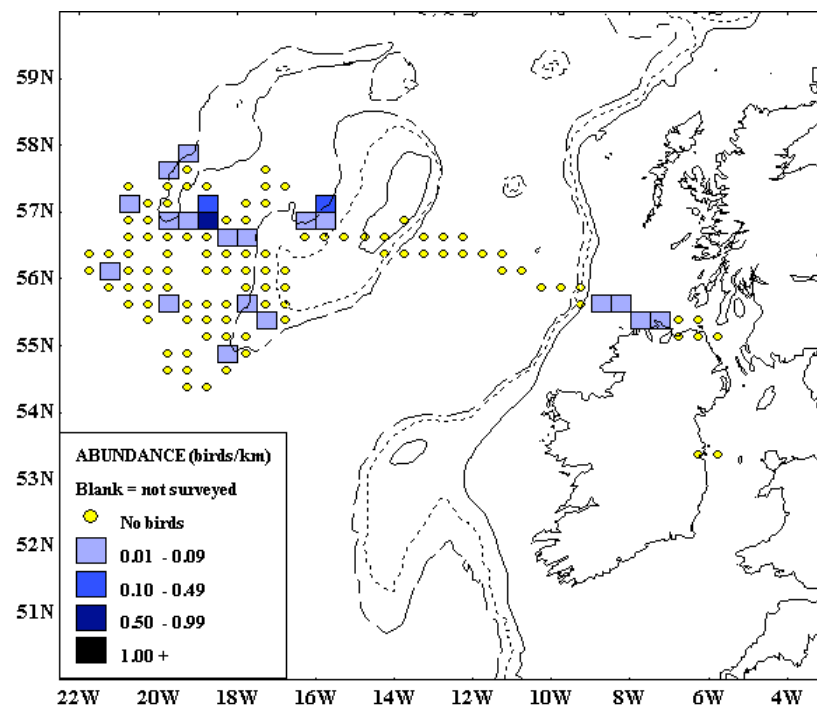 59N
58N
57N
56N
55N
54N
53N
52N
51N
ABUNDANCE (birds/km)
Blank = not surveyed
No birds
0.01 - 0.09
0.10 - 0.49
0.50 - 0.99
1.00 +
22W 20W 18W 16W 14W 12W 10W 8W 6W 4W